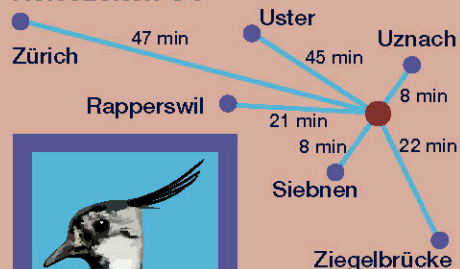 Uster
47 min
Zürich
45 min
Uznach
Rapperswil
8 min
21 min
8 min
22 min
Siebnen
Ziegelbrücke